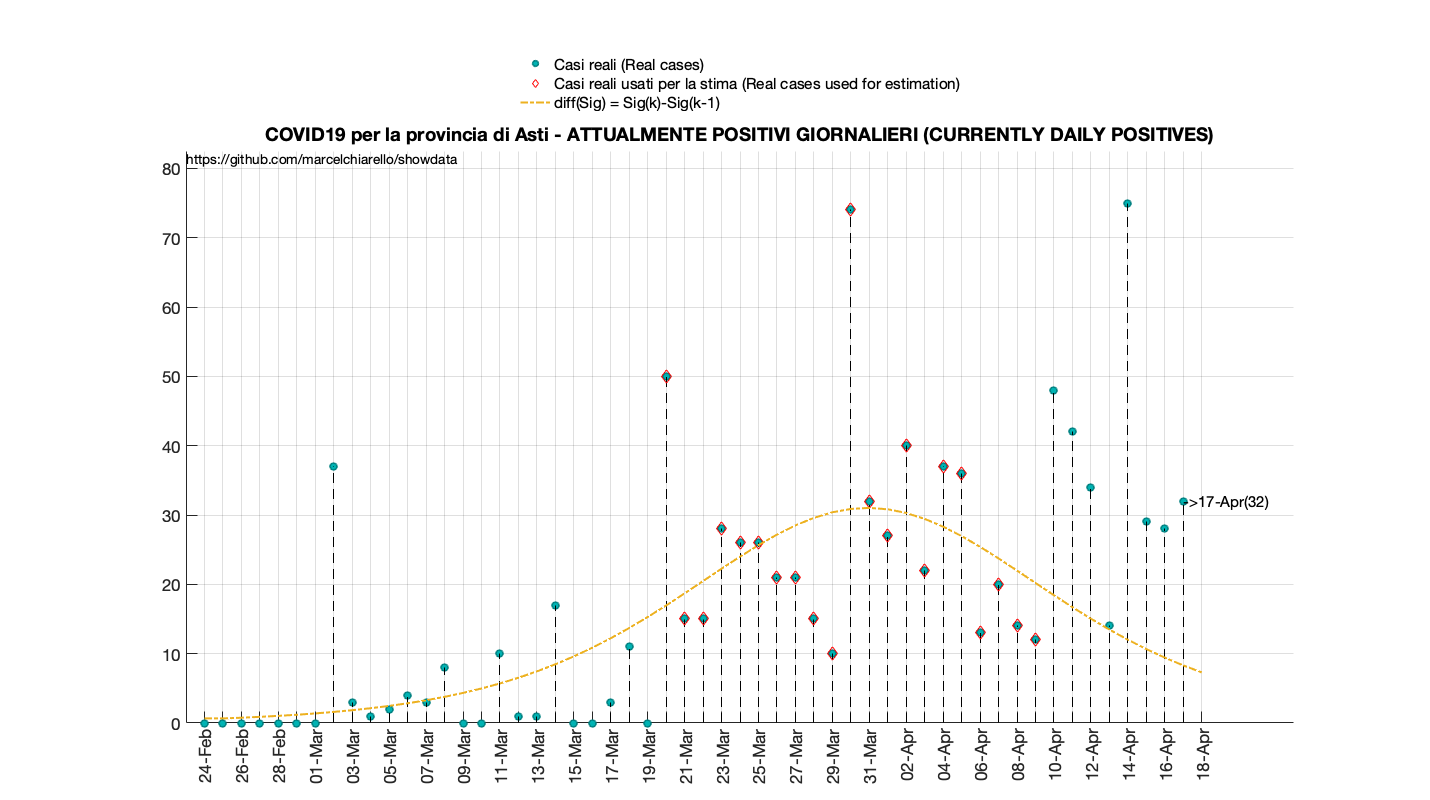 Casi reali (Real cases)
Casi reali usati per la stima (Real cases used for estimation)
diff(Sig) = Sig(k)-Sig(k-1)
COVID19 per la provincia di Asti - ATTUALMENTE POSITIVI GIORNALIERI (CURRENTLY DAILY POSITIVES)
https://github.com/marcelchiarello/showdata
80
70
60
50
40
30
20
10
0
->17-Apr(32)
24-Feb
26-Feb
28-Feb
01-Mar
03-Mar
05-Mar
07-Mar
09-Mar
11-Mar
13-Mar
15-Mar
17-Mar
19-Mar
21-Mar
23-Mar
25-Mar
27-Mar
29-Mar
31-Mar
02-Apr
04-Apr
06-Apr
08-Apr
10-Apr
12-Apr
14-Apr
16-Apr
18-Apr